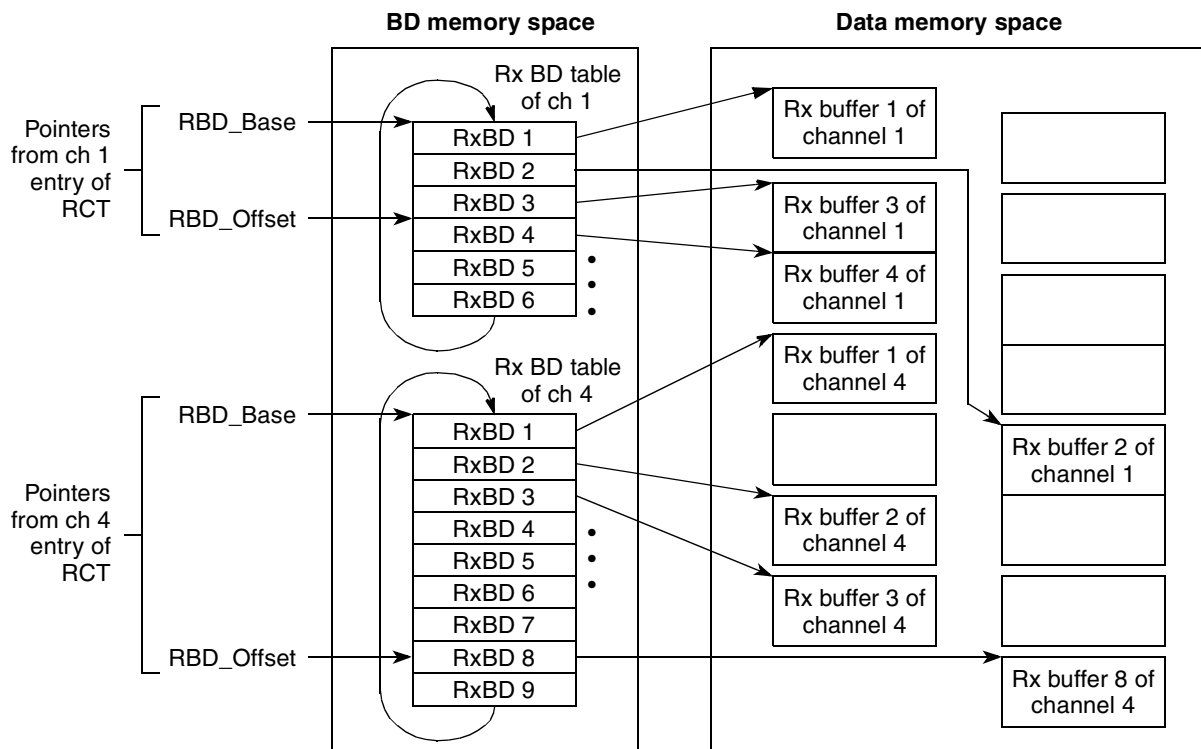 BD memory space
Data memory space
Rx BD table
of ch 1
Pointers
from ch 1
entry of
RCT
RBD_Base
RBD_Offset
RxBD 1
RxBD 2
RxBD 3
RxBD 4
RxBD 5
RxBD 6
Rx buffer 1 of
channel 1
Rx buffer 3 of
channel 1
Rx buffer 4 of
channel 1
Rx buffer 1 of
channel 4
Rx buffer 2 of
channel 1
Rx BD table
of ch 4
Pointers
from ch 4
entry of
RCT
RBD_Base
RBD_Offset
RxBD 1
RxBD 2
RxBD 3
RxBD 4
RxBD 5
RxBD 6
RxBD 7
RxBD 8
RxBD 9
Rx buffer 2 of
channel 4
Rx buffer 3 of
channel 4
Rx buffer 8 of
channel 4